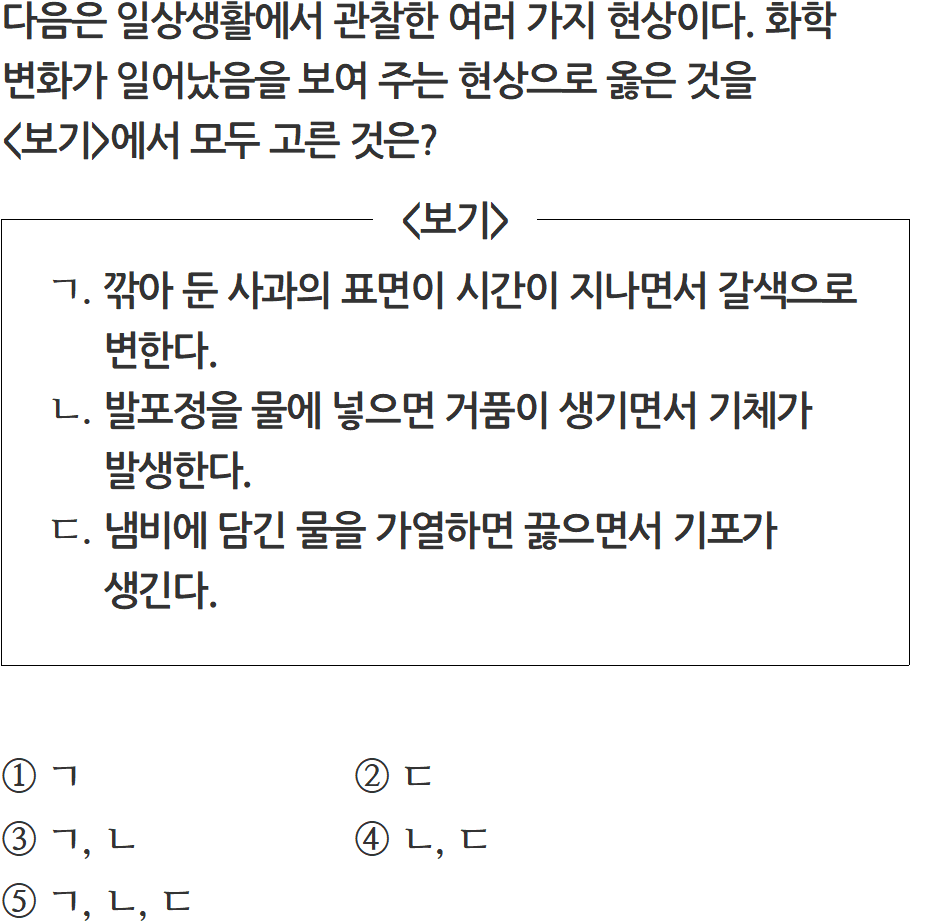 다음은 일상생활에서 관찰한 여러 가지 현상이다. 화학
변화가 일어났음을 보여 주는 현상으로 옳은 것을
<보기>에서 모두 고른 것은?
<보기>
ㄱ. 깎아 둔 사과의 표면이 시간이 지나면서 갈색으로
변한다.
ㄴ. 발포정을 물에 넣으면 거품이 생기면서 기체가
발생한다.
ㄷ. 냄비에 담긴 물을 가열하면 끓으면서 기포가
생긴다.
① ㄱ ② ㄷ
③ ㄱ, ㄴ ④ ㄴ, ㄷ
⑤ ㄱ, ㄴ, ㄷ